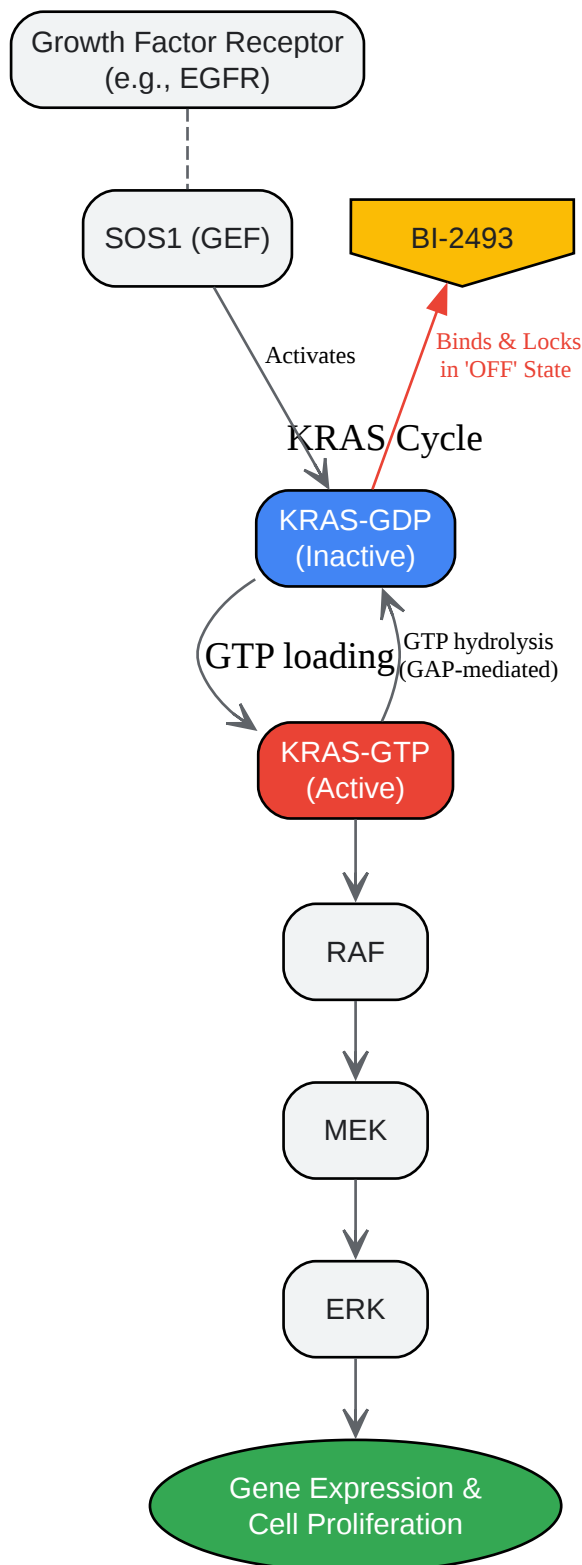 Growth Factor Receptor
(e.g., EGFR)
SOS1 (GEF)
BI-2493
Activates
Binds & Locks
in 'OFF' State
KRAS Cycle
KRAS-GDP
(Inactive)
GTP loading
GTP hydrolysis
(GAP-mediated)
KRAS-GTP
(Active)
RAF
MEK
ERK
Gene Expression &
Cell Proliferation